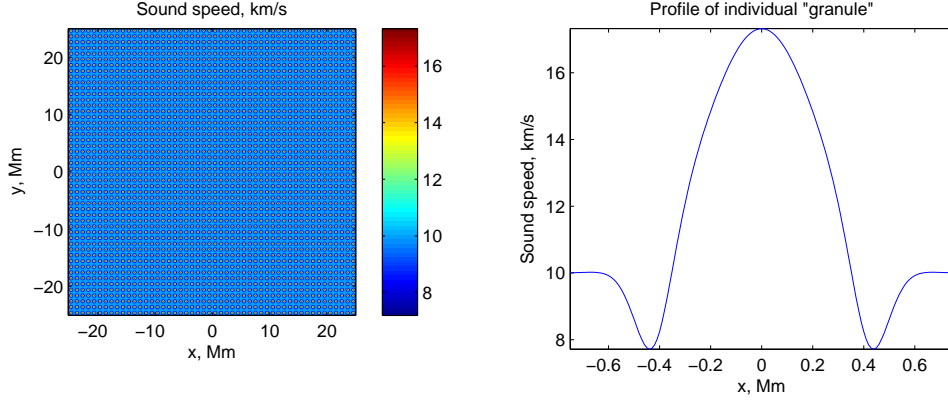 Sound speed, km/s
20
10
0
−10
−20
y, Mm
−20 −10 0 10 20
x, Mm
16
14
12
10
8
Profile of individual "granule"
16
14
12
10
8
Sound speed, km/s
−0.6 −0.4 −0.2 0 0.2 0.4 0.6
x, Mm